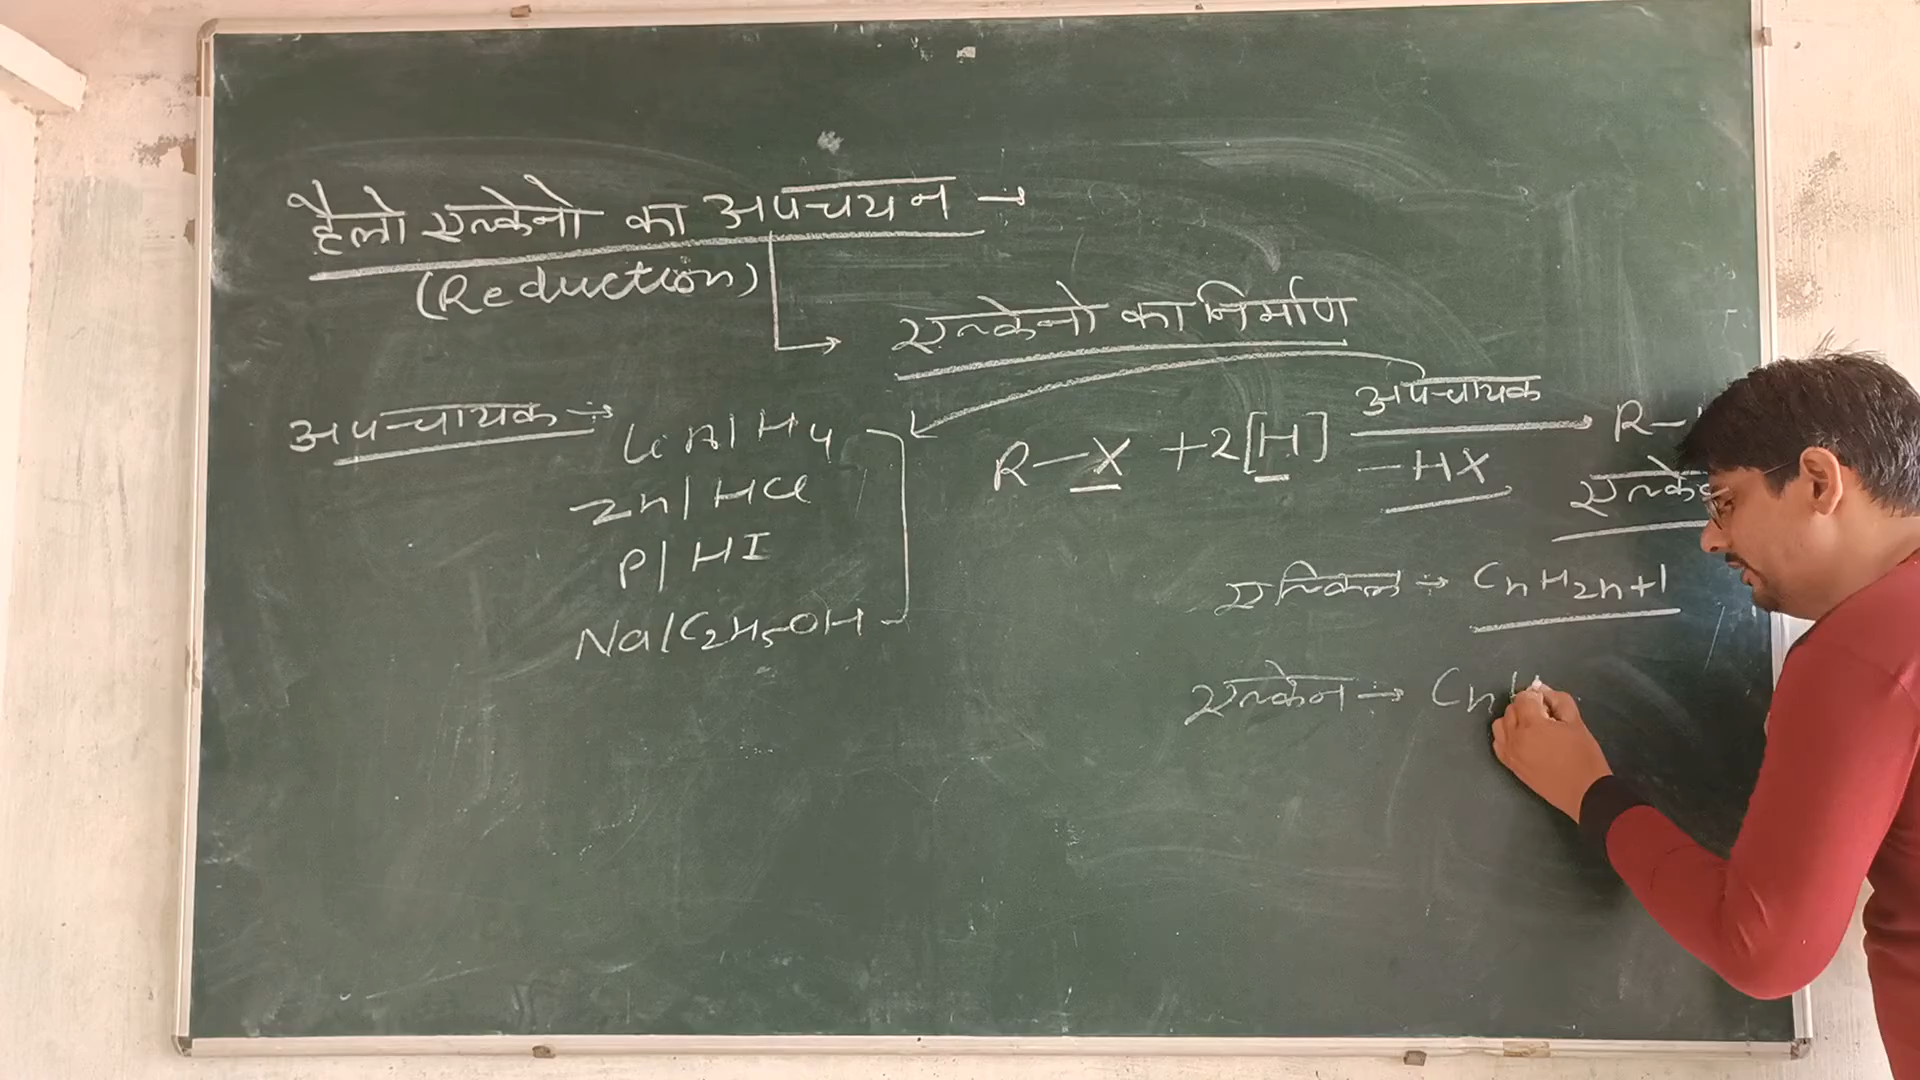 हैलो एल्केनो का अपचयन →
(Reduction)
एल्केनो का निर्माण
अपचायक →
LiAlH4
Zn/HCl
P/HI
Na/C2H5OH
R-X +2[H] अपचायक -HX R-
एल्के
एल्किल → CnH2n+1
एल्केन → Cn